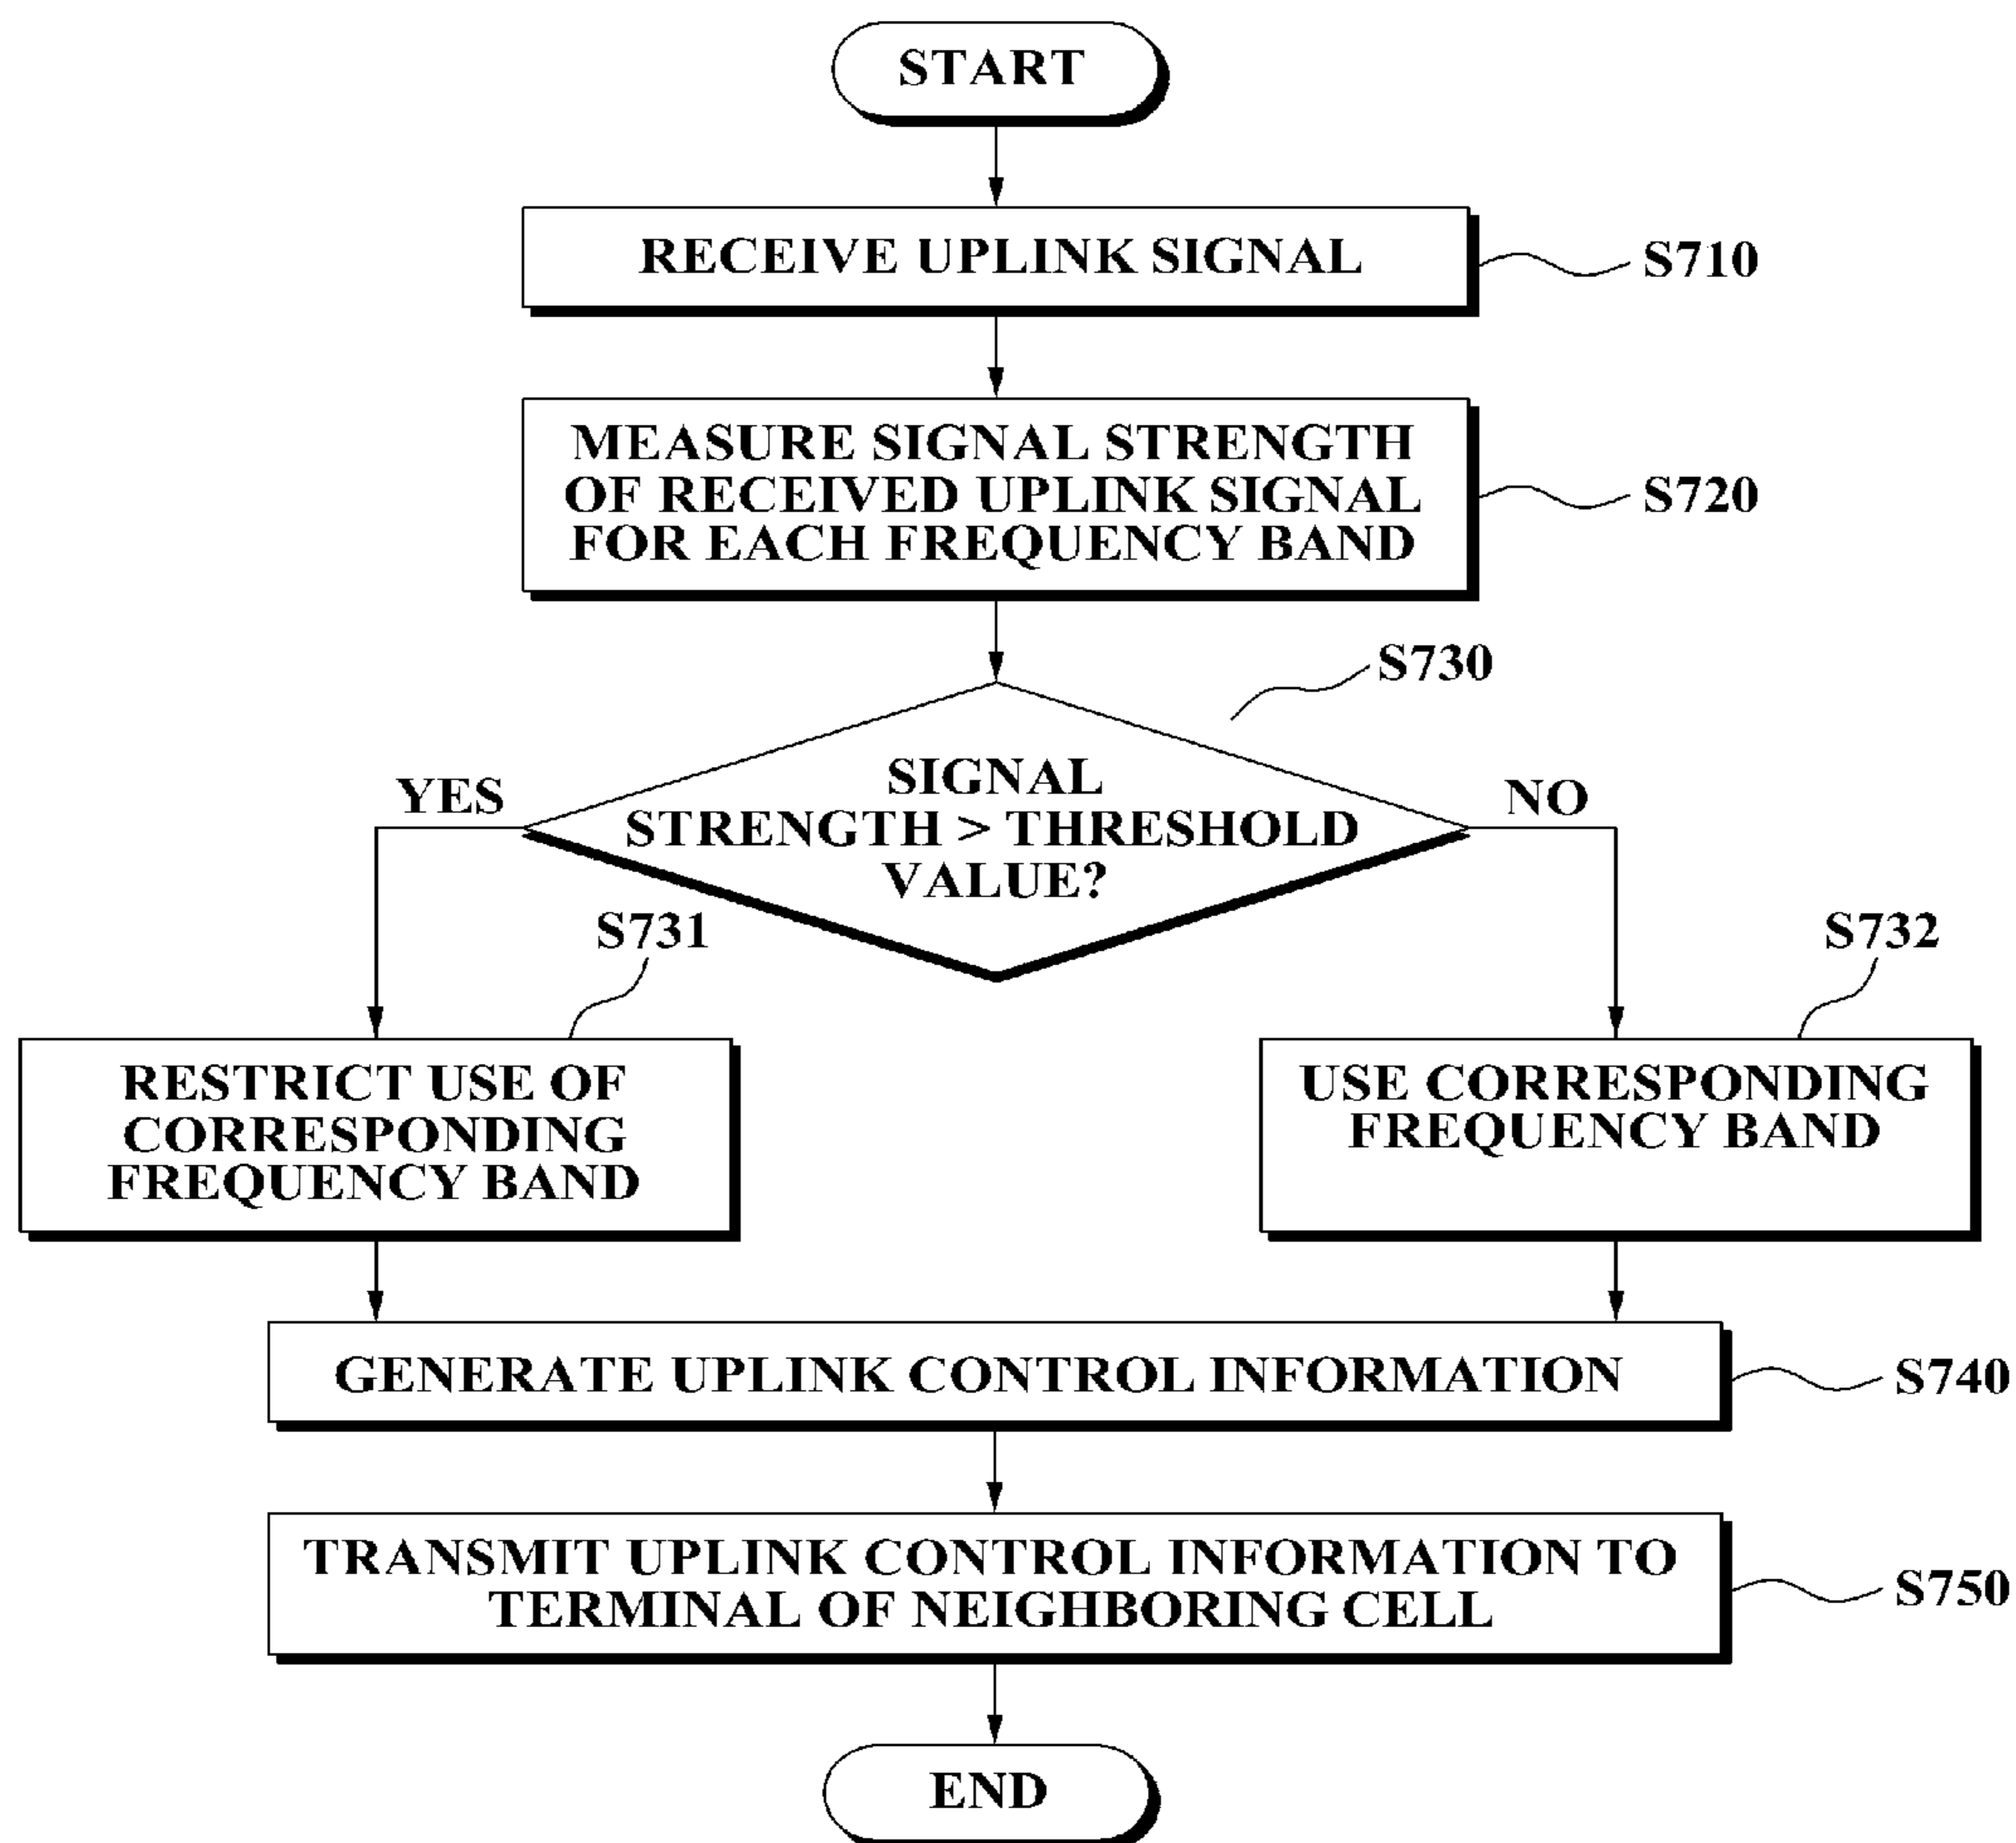 START
RECEIVE UPLINK SIGNAL
S710
MEASURE SIGNAL STRENGTH
OF RECEIVED UPLINK SIGNAL
FOR EACH FREQUENCY BAND
S720
S730
SIGNAL
STRENGTH > THRESHOLD
VALUE?
YES
NO
S731
S732
RESTRICT USE OF
CORRESPONDING
FREQUENCY BAND
USE CORRESPONDING
FREQUENCY BAND
GENERATE UPLINK CONTROL INFORMATION
S740
TRANSMIT UPLINK CONTROL INFORMATION TO
TERMINAL OF NEIGHBORING CELL
S750
END